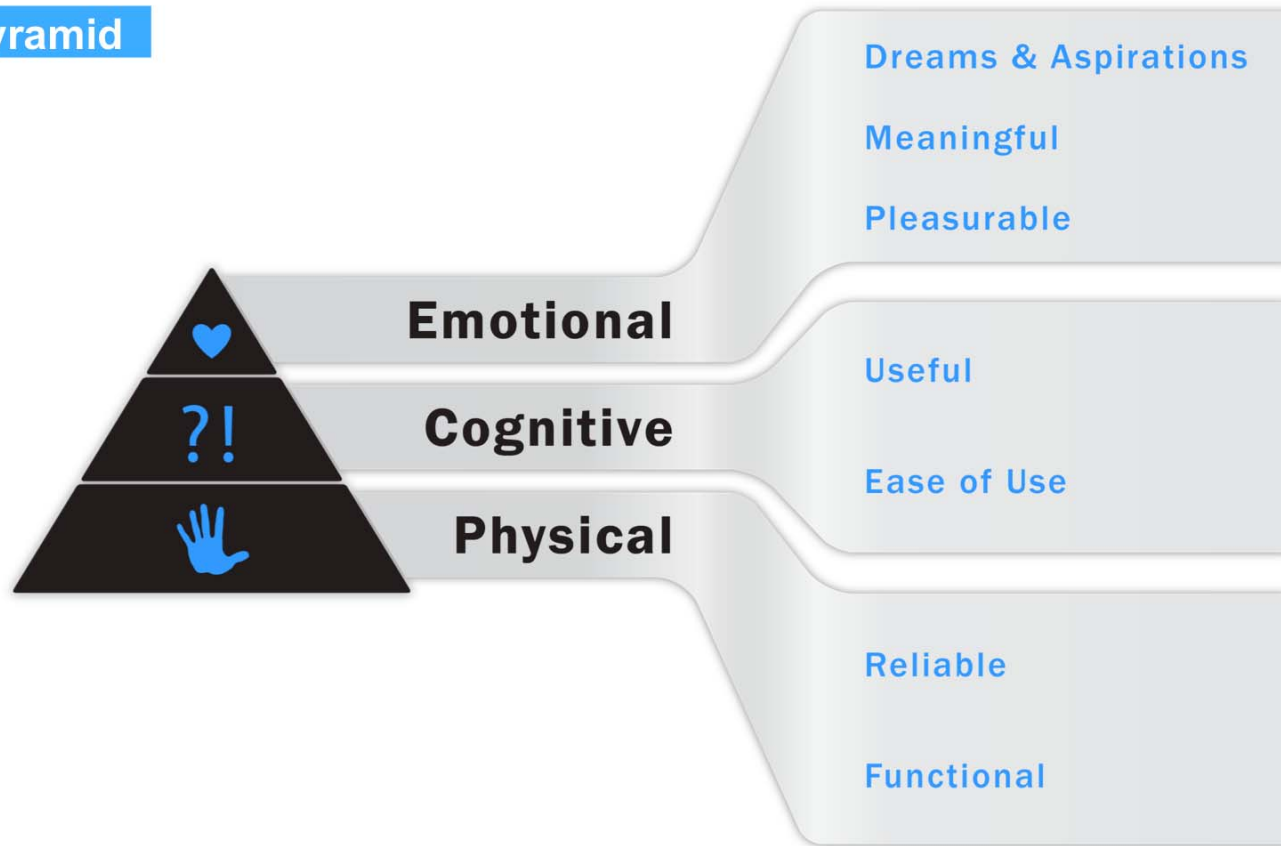 yramid
Dreams & Aspirations
Meaningful
Pleasurable
Emotional
Useful
Cognitive
Ease of Use
Physical
Reliable
Functional
?!